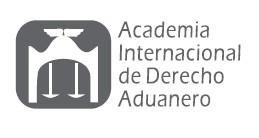 Academia
Internacional
de Derecho
Aduanero